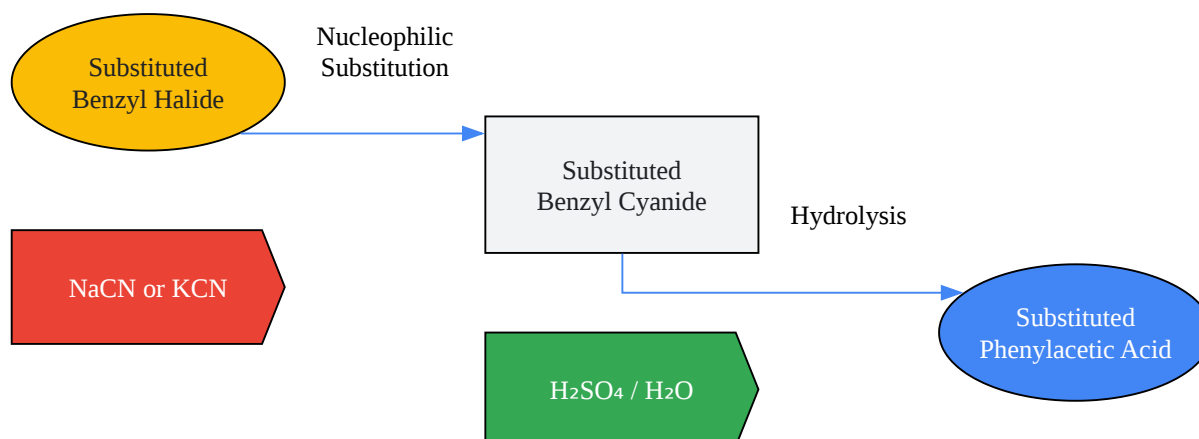 Substituted
Benzyl Halide
Nucleophilic
Substitution
Substituted
Benzyl Cyanide
Hydrolysis
NaCN or KCN
Substituted
Phenylacetic Acid
H₂SO₄ / H₂O